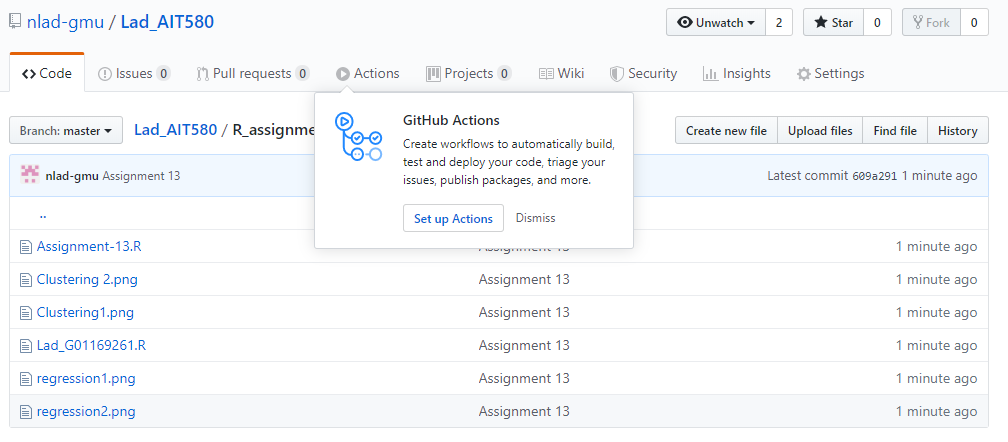 nlad-gmu / Lad_AIT580
Unwatch 2 Star 0 Fork 0
Code Issues 0 Pull requests 0 Actions Projects 0 Wiki Security Insights Settings
Branch: master Lad_AIT580 / R_assignme
Create new file Upload files Find file History
GitHub Actions
Create workflows to automatically build,
test and deploy your code, triage your
issues, publish packages, and more.
Set up Actions Dismiss
nlad-gmu Assignment 13 Latest commit 609a291 1 minute ago
..
Assignment-13.R Assignment 13 1 minute ago
Clustering 2.png Assignment 13 1 minute ago
Clustering1.png Assignment 13 1 minute ago
Lad_G01169261.R Assignment 13 1 minute ago
regression1.png Assignment 13 1 minute ago
regression2.png Assignment 13 1 minute ago